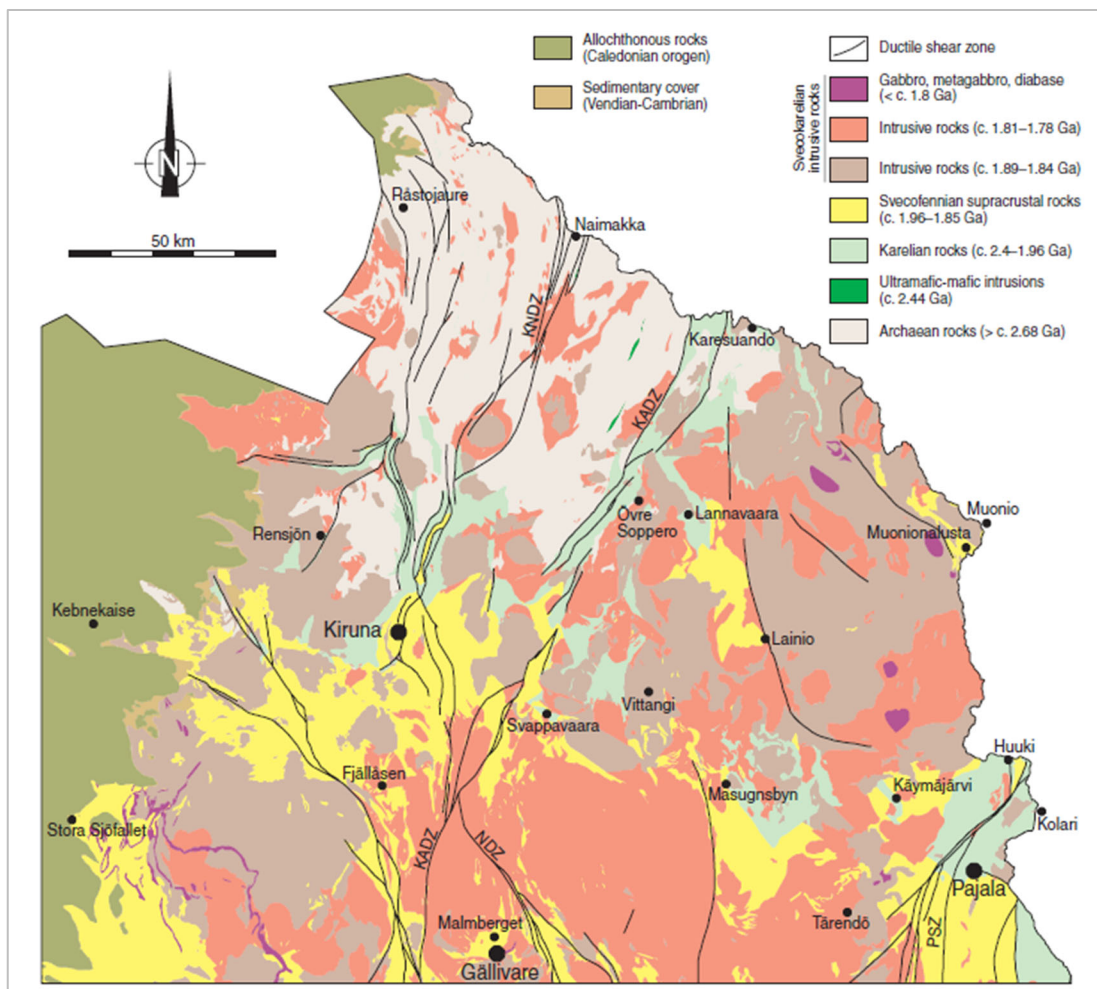 Allochthonous rocks
(Caledonian orogen)
Sedimentary cover
(Vendian-Cambrian)
Ductile shear zone
Svecokarelian
intrusive rocks
Gabbro, metagabbro, diabase
(< c. 1.8 Ga)
Intrusive rocks (c. 1.81–1.78 Ga)
Intrusive rocks (c. 1.89–1.84 Ga)
Svecofennian supracrustal rocks
(c. 1.96–1.85 Ga)
Karelian rocks (c. 2.4–1.96 Ga)
Ultramafic-mafic intrusions
(c. 2.44 Ga)
Archaean rocks (> c. 2.68 Ga)
N
50 km
Råstojaure
Naimakka
KNDZ
Karesuando
KADZ
Övre
Soppero
Lannavaara
Muonio
Muonionalusta
Rensjön
Kebnekaise
Kiruna
Lainio
Vittangi
Svappavaara
Huuki
Fjällåsen
Masugnsbyn
Käymäjärvi
Kolari
Stora Sjöfallet
KADZ
NDZ
Pajala
Tärendö
PSZ
Malmberget
Gällivare